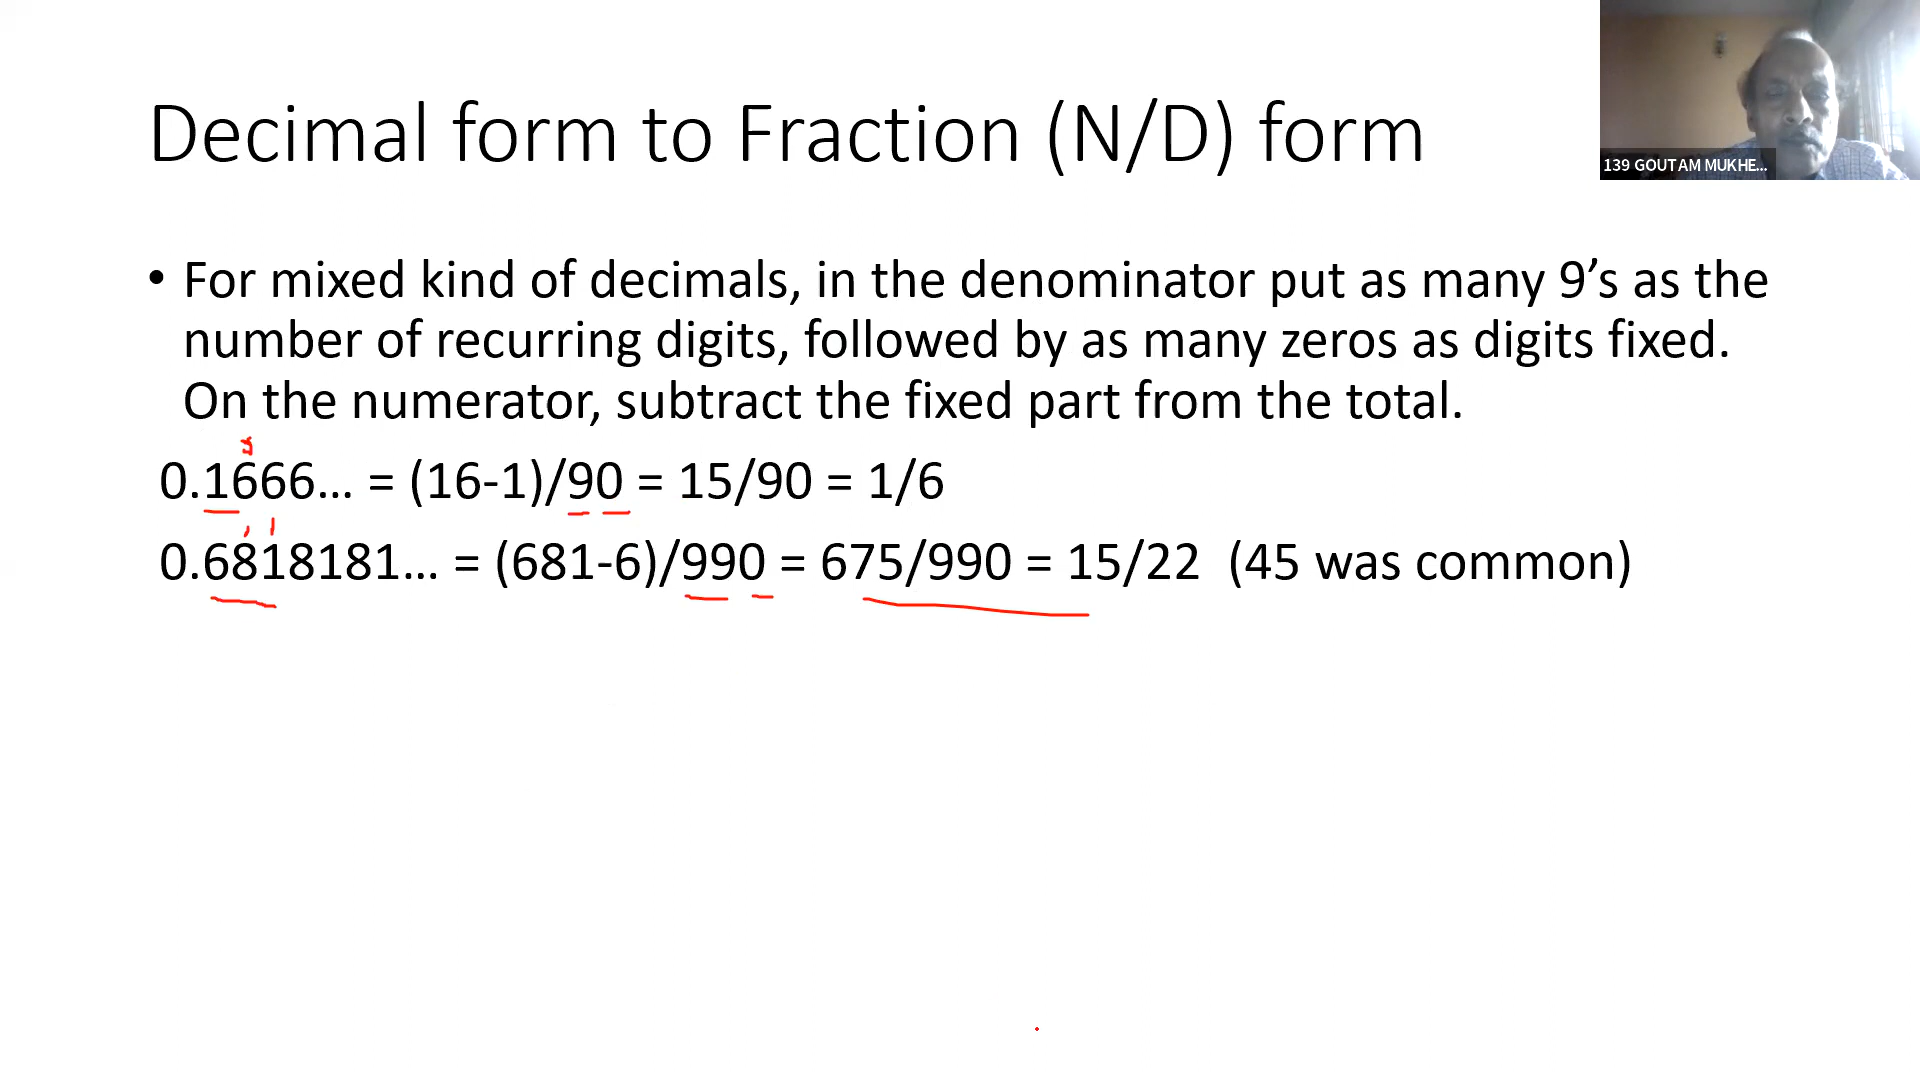 Decimal form to Fraction (N/D) form
139 GOUTAM MUKHE...
• For mixed kind of decimals, in the denominator put as many 9’s as the
number of recurring digits, followed by as many zeros as digits fixed.
On the numerator, subtract the fixed part from the total.
0.1666... = (16-1)/90 = 15/90 = 1/6
0.6818181... = (681-6)/990 = 675/990 = 15/22 (45 was common)